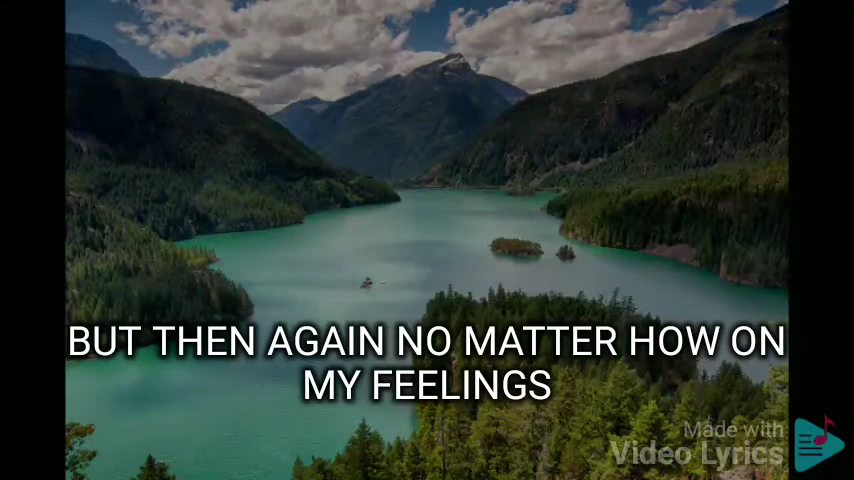 BUT THEN AGAIN NO MATTER HOW ON
MY FEELINGS
Made with
Video Lyrics